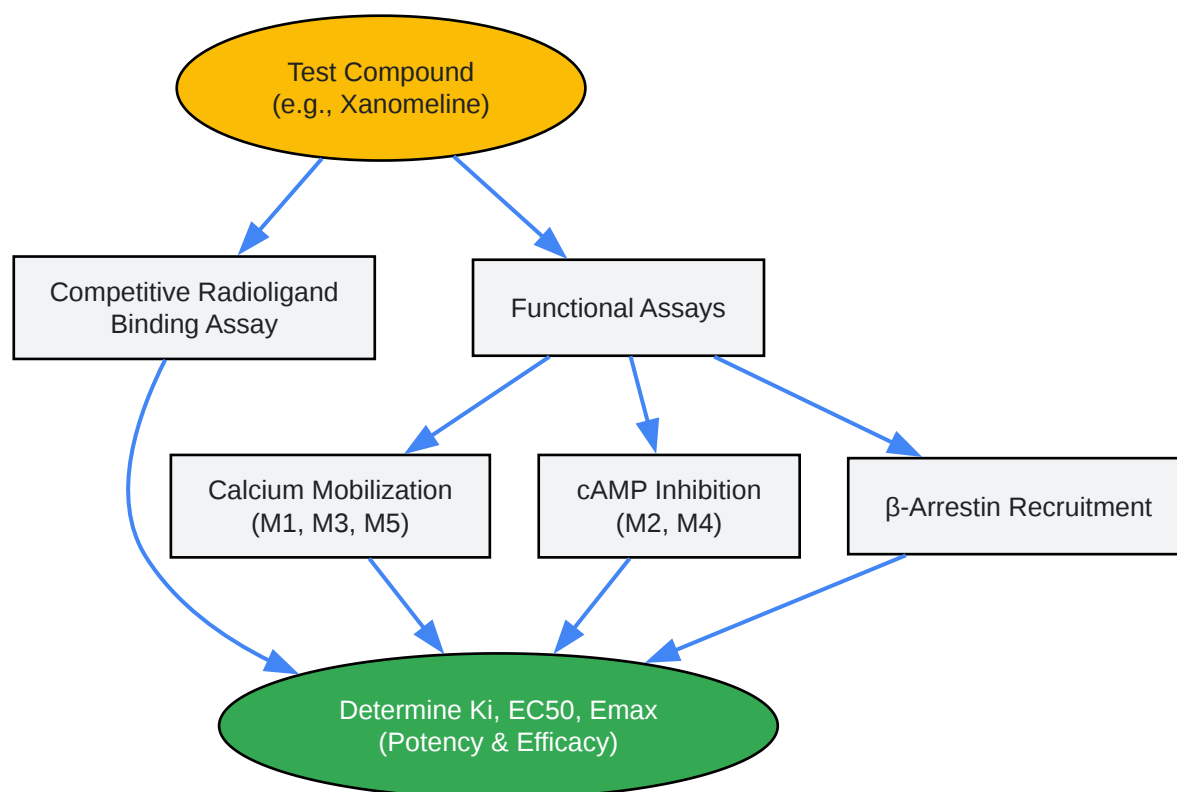 Test Compound
(e.g., Xanomeline)
Competitive Radioligand
Binding Assay
Functional Assays
Calcium Mobilization
(M1, M3, M5)
cAMP Inhibition
(M2, M4)
β-Arrestin Recruitment
Determine Ki, EC50, Emax
(Potency & Efficacy)